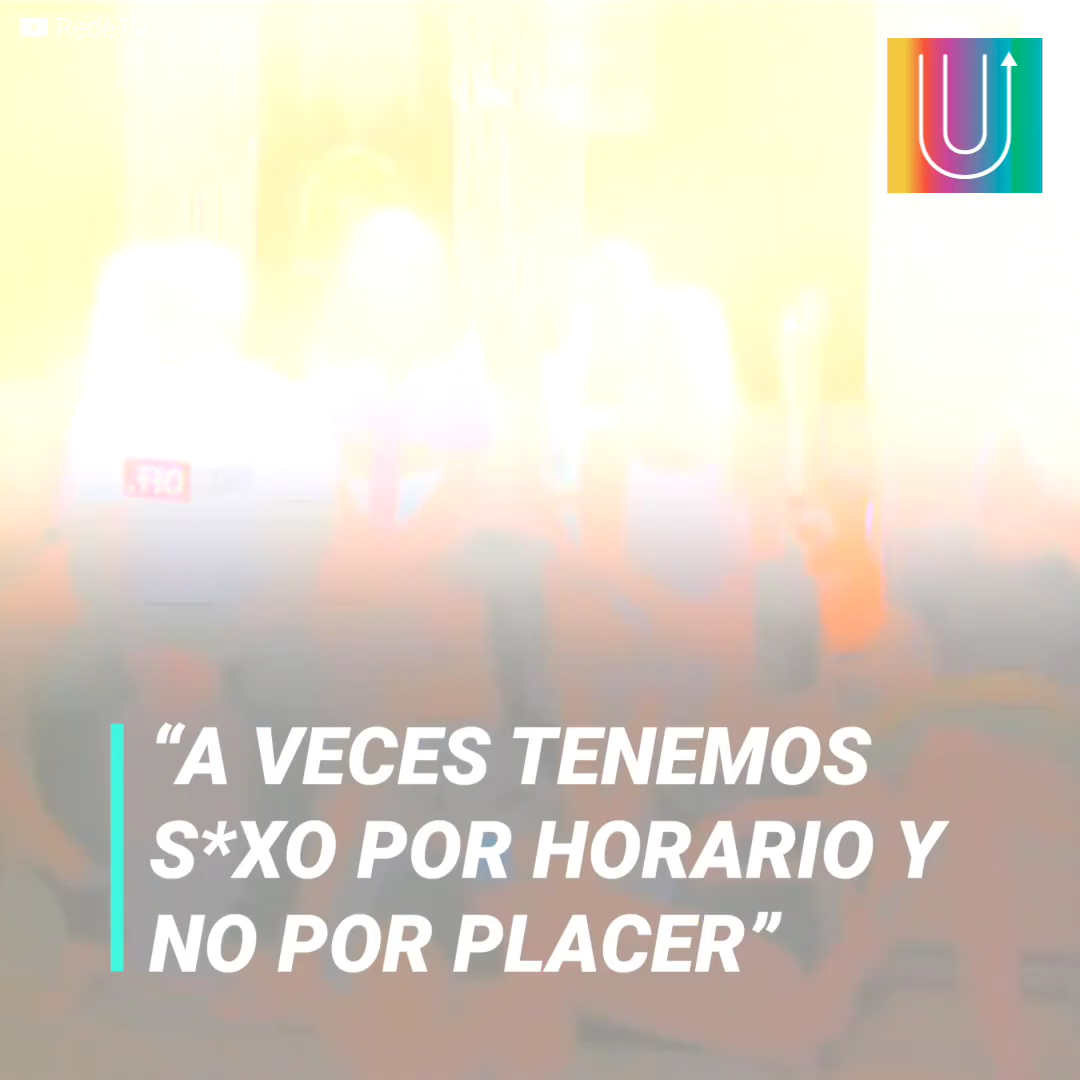 “A VECES TENEMOS
S*XO POR HORARIO Y
NO POR PLACER”